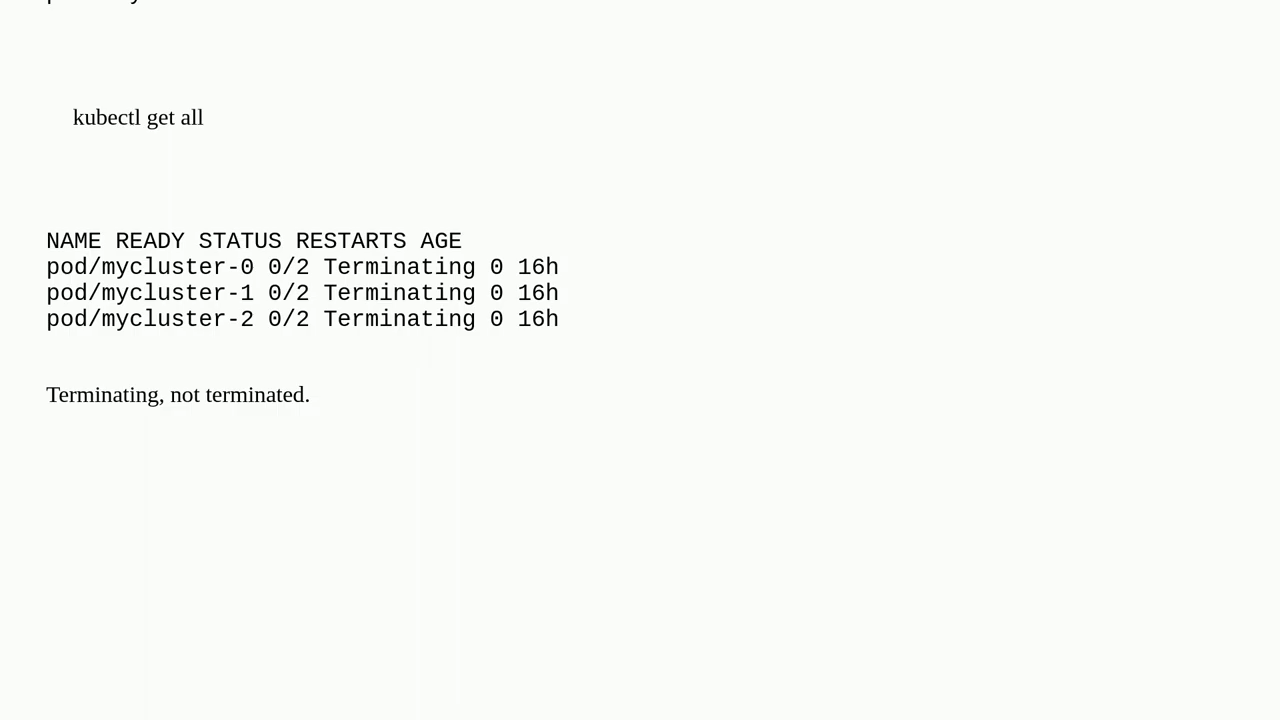 kubectl get all
NAME READY STATUS RESTARTS AGE
pod/mycluster-0 0/2 Terminating 0 16h
pod/mycluster-1 0/2 Terminating 0 16h
pod/mycluster-2 0/2 Terminating 0 16h
Terminating, not terminated.